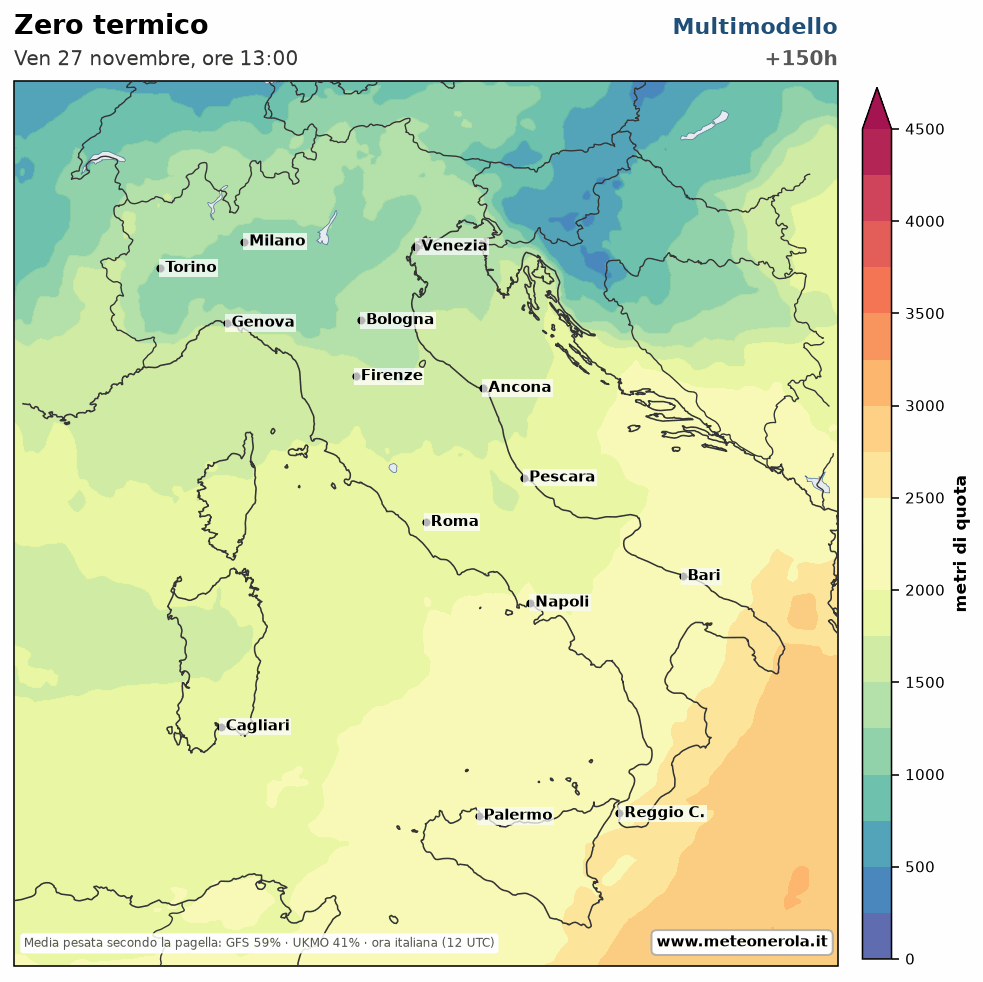 Zero termico
Multimodello
Ven 27 novembre, ore 13:00
+150h
4500
4000
Milano
Venezia
Torino
3500
Genova
Bologna
Firenze
Ancona
3000
Pescara
2500
Roma
metri di quota
Bari
2000
Napoli
1500
Cagliari
1000
Palermo
Reggio C.
500
Media pesata secondo la pagella: GFS 59% · UKMO 41% · ora italiana (12 UTC)
www.meteonerola.it
0